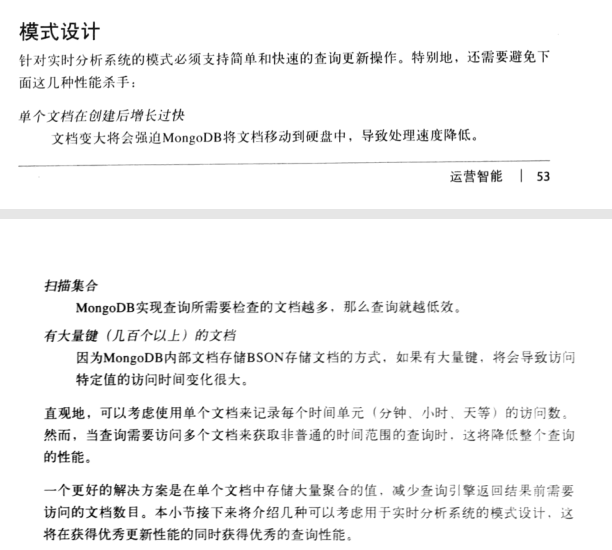 模式设计
针对实时分析系统的模式必须支持简单和快速的查询更新操作。特别地，还需要避免下
面这几种性能杀手：
单个文档在创建后增长过快
文档变大将会强迫MongoDB将文档移动到硬盘中，导致处理速度降低。
运营智能 | 53
扫描集合
MongoDB实现查询所需要检查的文档越多，那么查询就越低效。
有大量键（几百个以上）的文档
因为MongoDB内部文档存储BSON存储文档的方式，如果有大量键，将会导致访问
特定值的访问时间变化很大。
直观地，可以考虑使用单个文档来记录每个时间单元（分钟、小时、天等）的访问数。
然而，当查询需要访问多个文档来获取非普通的时间范围的查询时，这将降低整个查询
的性能。
一个更好的解决方案是在单个文档中存储大量聚合的值，减少查询引擎返回结果前需要
访问的文档数目。本小节接下来将介绍几种可以考虑用于实时分析系统的模式设计，这
将在获得优秀更新性能的同时获得优秀的查询性能。